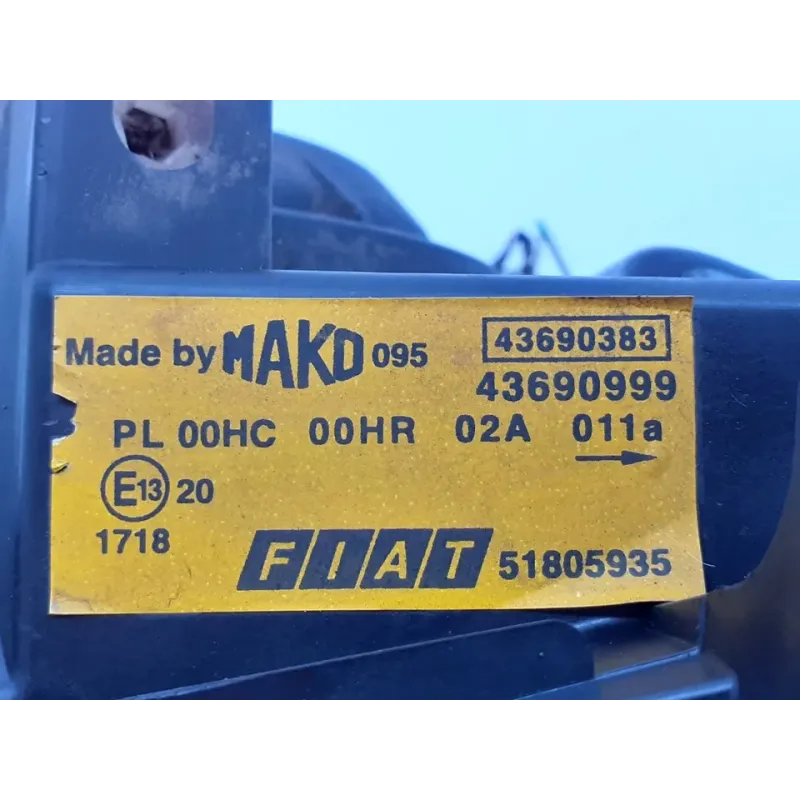 Made by MAKO 095 43690383
43690999
PL 00HC 00HR 02A 011a
E13 20
1718
FIAT 51805935